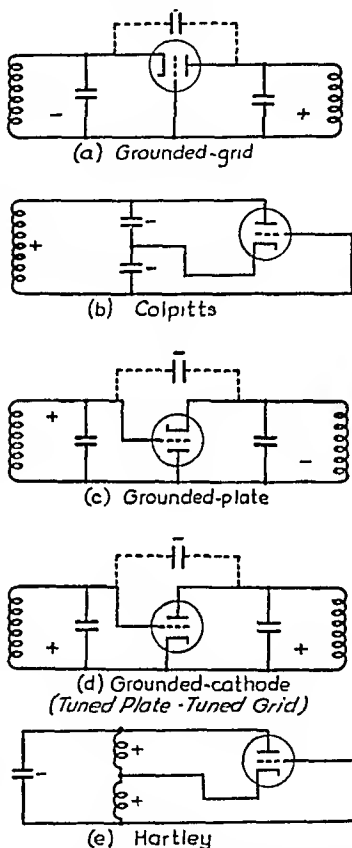 (a) Grounded-grid
(b) Colpitts
(c) Grounded-plate
(d) Grounded-cathode
(Tuned Plate - Tuned Grid)
(e) Hartley